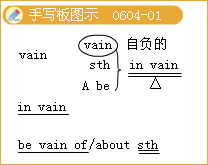 手写板图示 0604-01
vain
vain 自负的
sth
in vain
A be
in vain
be vain of/about sth